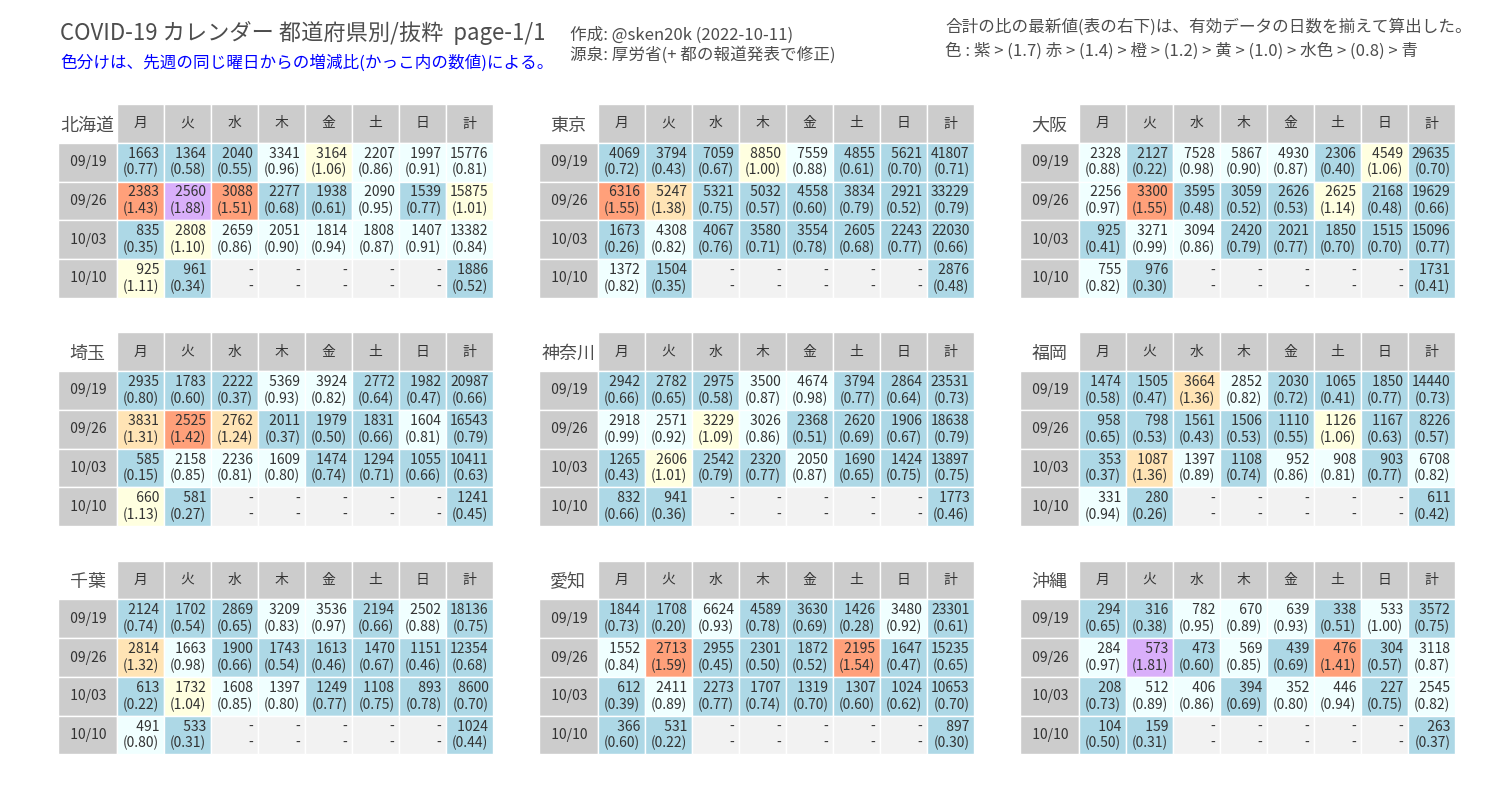 COVID-19 カレンダー 都道府県別/抜粋 page-1/1
色分けは、先週の同じ曜日からの増減比(かっこ内の数値)による。
作成: @sken20k (2022-10-11)
源泉: 厚労省(+ 都の報道発表で修正)
合計の比の最新値(表の右下)は、有効データの日数を揃えて算出した。
色 : 紫 > (1.7) 赤 > (1.4) > 橙 > (1.2) > 黄 > (1.0) > 水色 > (0.8) > 青
北海道 月 火 水 木 金 土 日 計
09/19 1663 1364 2040 3341 3164 2207 1997 15776
(0.77) (0.58) (0.55) (0.96) (1.06) (0.86) (0.91) (0.81)
09/26 2383 2560 3088 2277 1938 2090 1539 15875
(1.43) (1.88) (1.51) (0.68) (0.61) (0.95) (0.77) (1.01)
10/03 835 2808 2659 2051 1814 1808 1407 13382
(0.35) (1.10) (0.86) (0.90) (0.94) (0.87) (0.91) (0.84)
10/10 925 961 - - - - - 1886
(1.11) (0.34) - - - - - (0.52)
東京 月 火 水 木 金 土 日 計
09/19 4069 3794 7059 8850 7559 4855 5621 41807
(0.72) (0.43) (0.67) (1.00) (0.88) (0.61) (0.70) (0.71)
09/26 6316 5247 5321 5032 4558 3834 2921 33229
(1.55) (1.38) (0.75) (0.57) (0.60) (0.79) (0.52) (0.79)
10/03 1673 4308 4067 3580 3554 2605 2243 22030
(0.26) (0.82) (0.76) (0.71) (0.78) (0.68) (0.77) (0.66)
10/10 1372 1504 - - - - - 2876
(0.82) (0.35) - - - - - (0.48)
大阪 月 火 水 木 金 土 日 計
09/19 2328 2127 7528 5867 4930 2306 4549 29635
(0.88) (0.22) (0.98) (0.90) (0.87) (0.40) (1.06) (0.70)
09/26 2256 3300 3595 3059 2626 2625 2168 19629
(0.97) (1.55) (0.48) (0.52) (0.53) (1.14) (0.48) (0.66)
10/03 925 3271 3094 2420 2021 1850 1515 15096
(0.41) (0.99) (0.86) (0.79) (0.77) (0.70) (0.70) (0.77)
10/10 755 976 - - - - - 1731
(0.82) (0.30) - - - - - (0.41)
埼玉 月 火 水 木 金 土 日 計
09/19 2935 1783 2222 5369 3924 2772 1982 20987
(0.80) (0.60) (0.37) (0.93) (0.82) (0.64) (0.47) (0.66)
09/26 3831 2525 2762 2011 1979 1831 1604 16543
(1.31) (1.42) (1.24) (0.37) (0.50) (0.66) (0.81) (0.79)
10/03 585 2158 2236 1609 1474 1294 1055 10411
(0.15) (0.85) (0.81) (0.80) (0.74) (0.71) (0.66) (0.63)
10/10 660 581 - - - - - 1241
(1.13) (0.27) - - - - - (0.45)
神奈川 月 火 水 木 金 土 日 計
09/19 2942 2782 2975 3500 4674 3794 2864 23531
(0.66) (0.65) (0.58) (0.87) (0.98) (0.77) (0.64) (0.73)
09/26 2918 2571 3229 3026 2368 2620 1906 18638
(0.99) (0.92) (1.09) (0.86) (0.51) (0.69) (0.67) (0.79)
10/03 1265 2606 2542 2320 2050 1690 1424 13897
(0.43) (1.01) (0.79) (0.77) (0.87) (0.65) (0.75) (0.75)
10/10 832 941 - - - - - 1773
(0.66) (0.36) - - - - - (0.46)
福岡 月 火 水 木 金 土 日 計
09/19 1474 1505 3664 2852 2030 1065 1850 14440
(0.58) (0.47) (1.36) (0.82) (0.72) (0.41) (0.77) (0.73)
09/26 958 798 1561 1506 1110 1126 1167 8226
(0.65) (0.53) (0.43) (0.53) (0.55) (1.06) (0.63) (0.57)
10/03 353 1087 1397 1108 952 908 903 6708
(0.37) (1.36) (0.89) (0.74) (0.86) (0.81) (0.77) (0.82)
10/10 331 280 - - - - - 611
(0.94) (0.26) - - - - - (0.42)
千葉 月 火 水 木 金 土 日 計
09/19 2124 1702 2869 3209 3536 2194 2502 18136
(0.74) (0.54) (0.65) (0.83) (0.97) (0.66) (0.88) (0.75)
09/26 2814 1663 1900 1743 1613 1470 1151 12354
(1.32) (0.98) (0.66) (0.54) (0.46) (0.67) (0.46) (0.68)
10/03 613 1732 1608 1397 1249 1108 893 8600
(0.22) (1.04) (0.85) (0.80) (0.77) (0.75) (0.78) (0.70)
10/10 491 533 - - - - - 1024
(0.80) (0.31) - - - - - (0.44)
愛知 月 火 水 木 金 土 日 計
09/19 1844 1708 6624 4589 3630 1426 3480 23301
(0.73) (0.20) (0.93) (0.78) (0.69) (0.28) (0.92) (0.61)
09/26 1552 2713 2955 2301 1872 2195 1647 15235
(0.84) (1.59) (0.45) (0.50) (0.52) (1.54) (0.47) (0.65)
10/03 612 2411 2273 1707 1319 1307 1024 10653
(0.39) (0.89) (0.77) (0.74) (0.70) (0.60) (0.62) (0.70)
10/10 366 531 - - - - - 897
(0.60) (0.22) - - - - - (0.30)
沖縄 月 火 水 木 金 土 日 計
09/19 294 316 782 670 639 338 533 3572
(0.65) (0.38) (0.95) (0.89) (0.93) (0.51) (1.00) (0.75)
09/26 284 573 473 569 439 476 304 3118
(0.97) (1.81) (0.60) (0.85) (0.69) (1.41) (0.57) (0.87)
10/03 208 512 406 394 352 446 227 2545
(0.73) (0.89) (0.86) (0.69) (0.80) (0.94) (0.75) (0.82)
10/10 104 159 - - - - - 263
(0.50) (0.31) - - - - - (0.37)